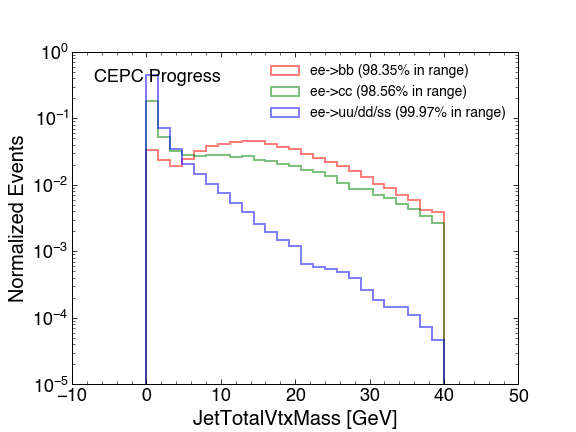 CEPC Progress
ee->bb (98.35% in range)
ee->cc (98.56% in range)
ee->uu/dd/ss (99.97% in range)
Normalized Events
10^0
10^−1
10^−2
10^−3
10^−4
10^−5
−10 0 10 20 30 40 50
JetTotalVtxMass [GeV]